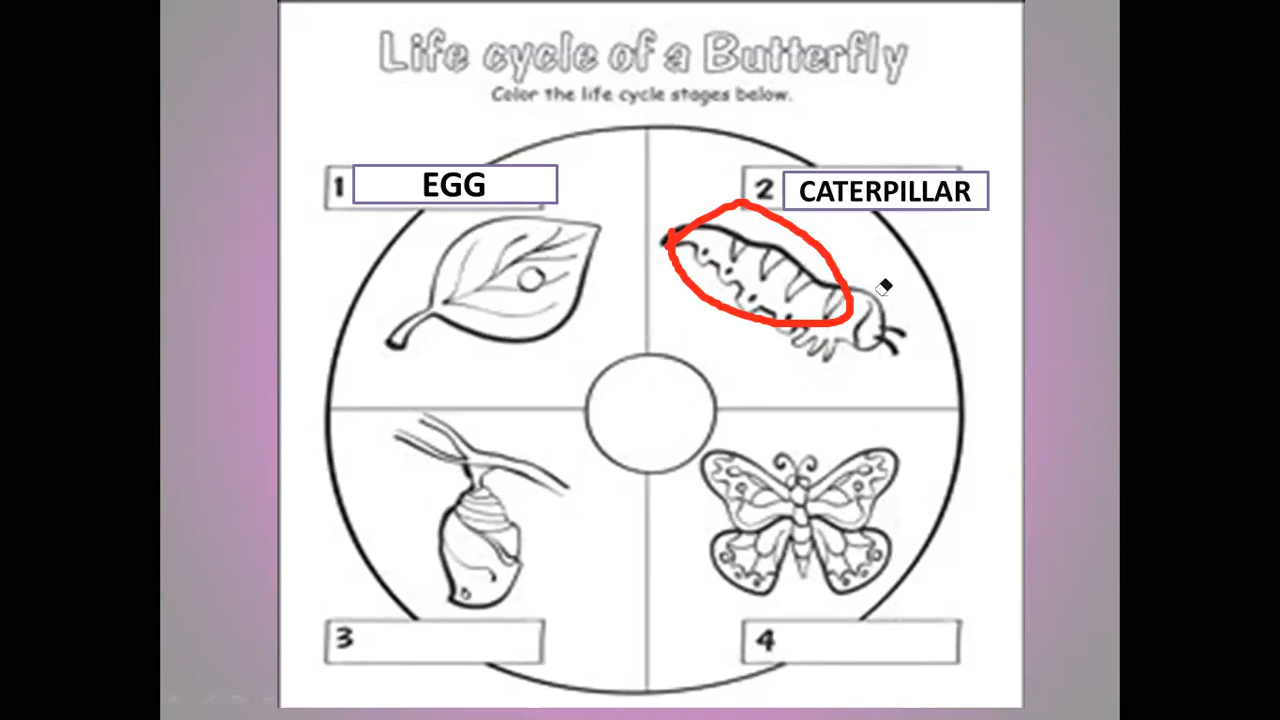 Life cycle of a Butterfly
Color the life cycle stages below.
1 EGG
2 CATERPILLAR
3
4